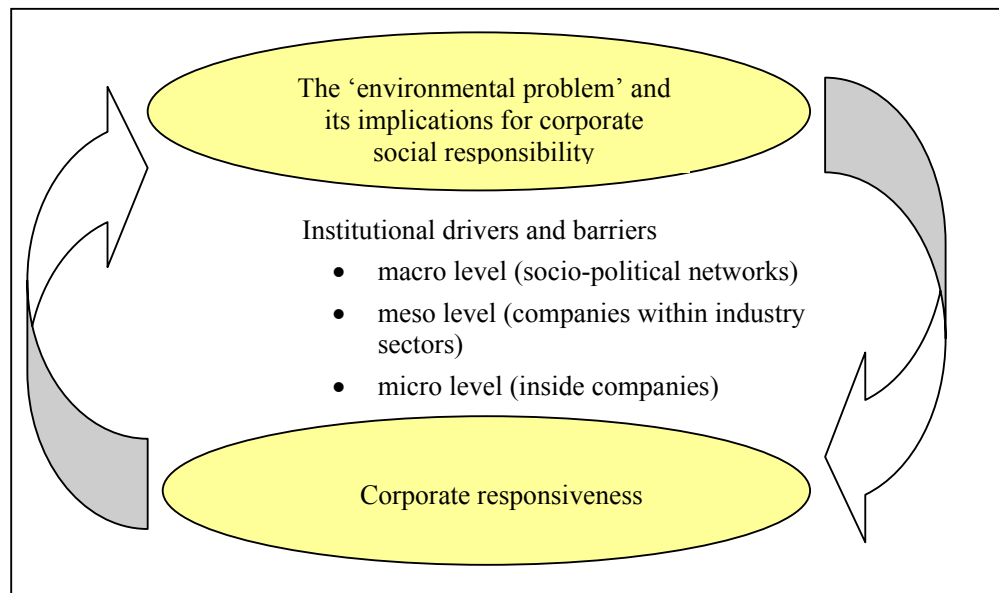 The ‘environmental problem’ and
its implications for corporate
social responsibility
Institutional drivers and barriers
• macro level (socio-political networks)
• meso level (companies within industry
sectors)
• micro level (inside companies)
Corporate responsiveness